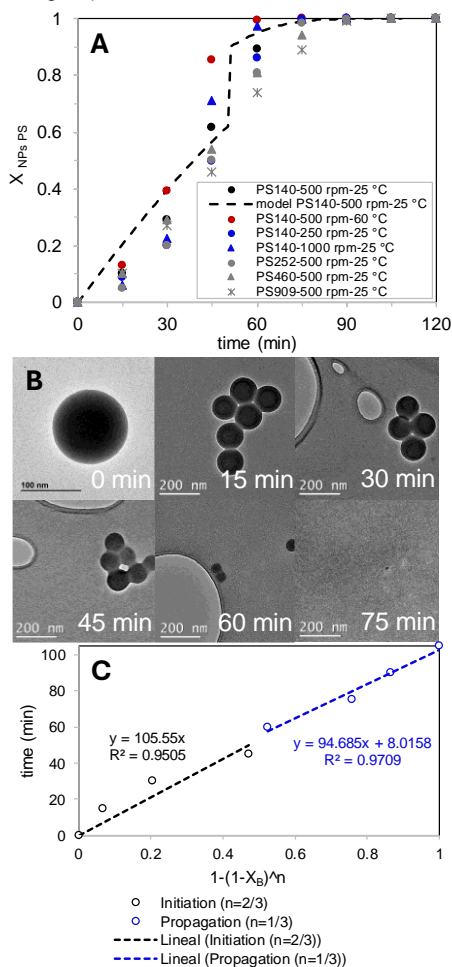 A
X NPs PS
1
0.8
0.6
0.4
0.2
0
PS140-500 rpm-25 °C
model PS140-500 rpm-25 °C
PS140-500 rpm-60 °C
PS140-250 rpm-25 °C
PS140-1000 rpm-25 °C
PS252-500 rpm-25 °C
PS460-500 rpm-25 °C
PS909-500 rpm-25 °C
0 30 60 90 120
time (min)
B
100 nm 0 min
200 nm 15 min
200 nm 30 min
200 nm 45 min
200 nm 60 min
200 nm 75 min
C
time (min)
100
80
60
40
20
0
y = 105.55x
R² = 0.9505
y = 94.685x + 8.0158
R² = 0.9709
0 0.2 0.4 0.6 0.8 1
1-(1-X_B)^n
Initiation (n=2/3)
Propagation (n=1/3)
Lineal (Initiation (n=2/3))
Lineal (Propagation (n=1/3))